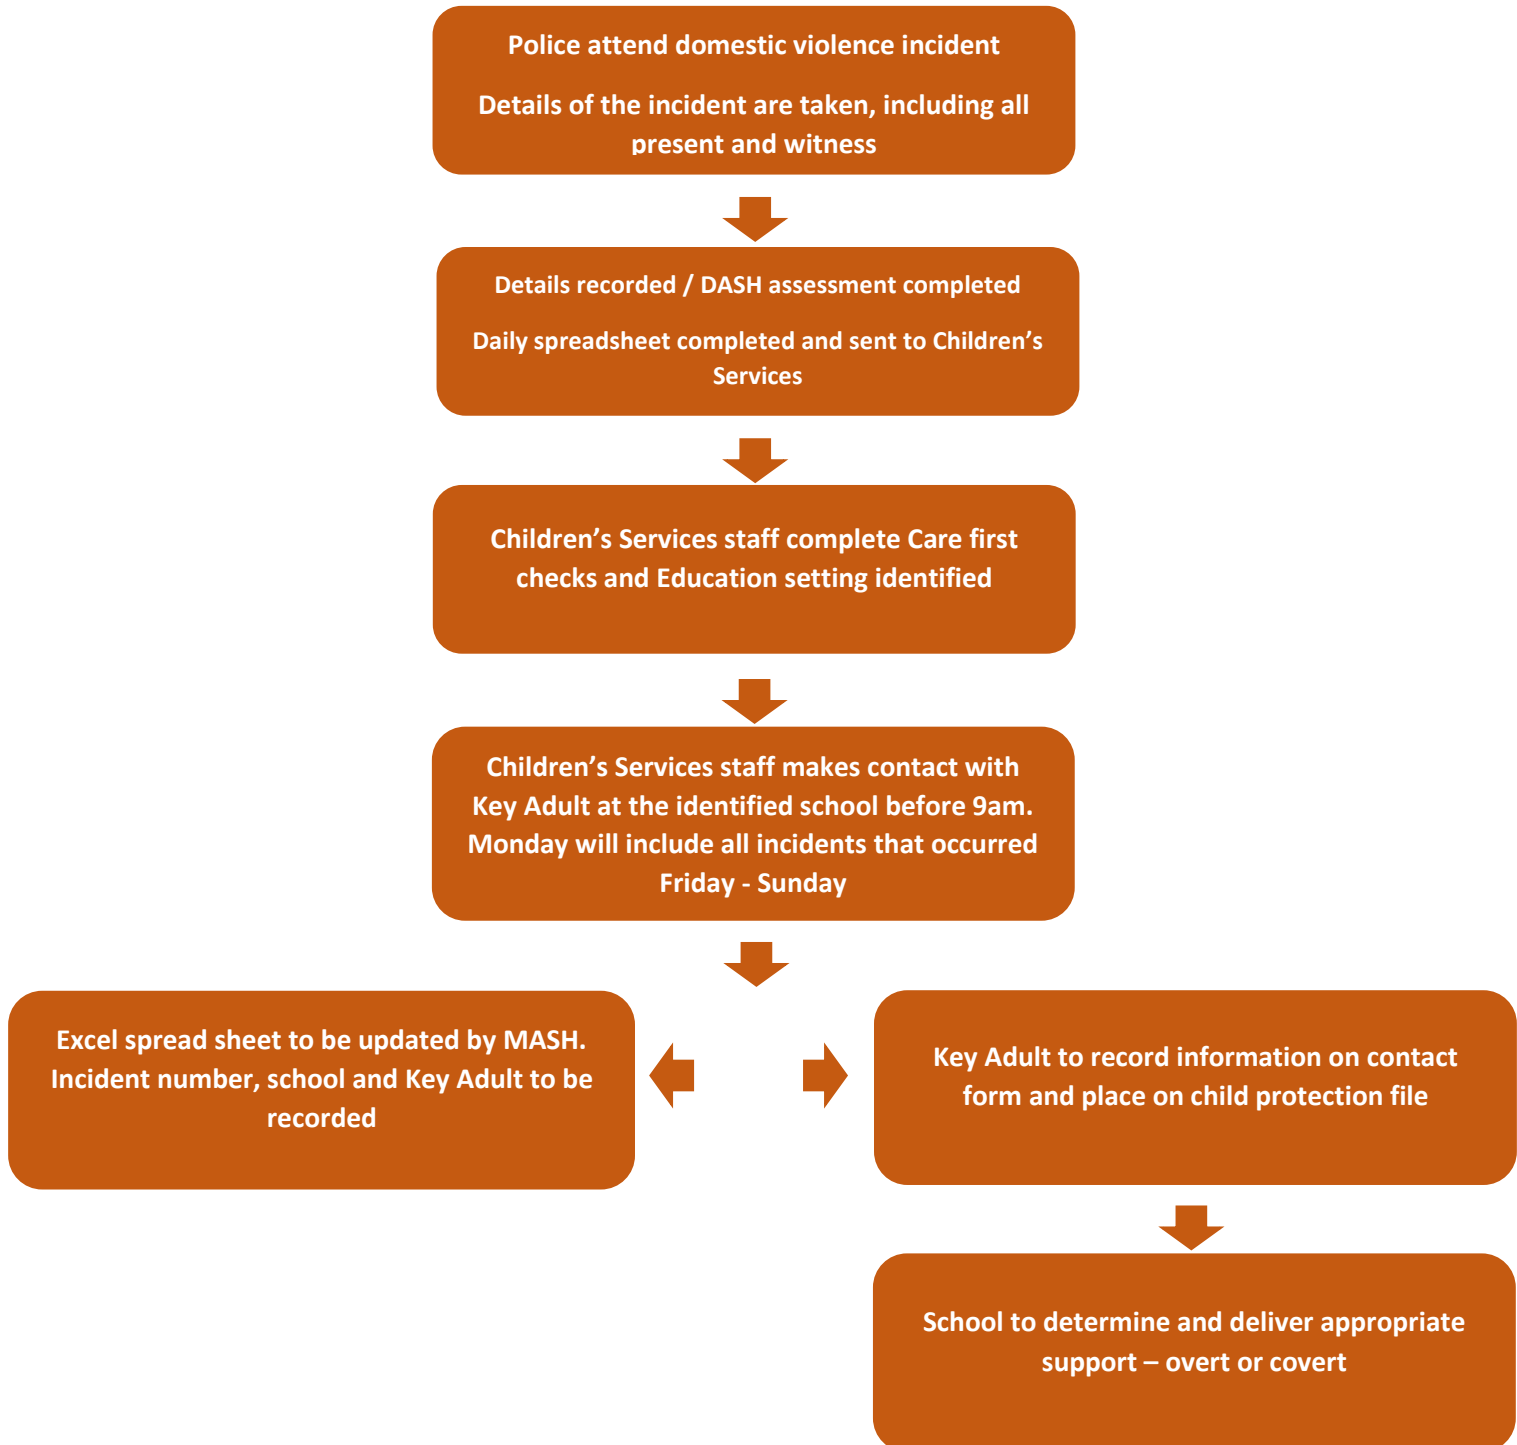 Police attend domestic violence incident
Details of the incident are taken, including all
present and witness
Details recorded / DASH assessment completed
Daily spreadsheet completed and sent to Children’s
Services
Children’s Services staff complete Care first
checks and Education setting identified
Children’s Services staff makes contact with
Key Adult at the identified school before 9am.
Monday will include all incidents that occurred
Friday - Sunday
Excel spread sheet to be updated by MASH.
Incident number, school and Key Adult to be
recorded
Key Adult to record information on contact
form and place on child protection file
School to determine and deliver appropriate
support – overt or covert